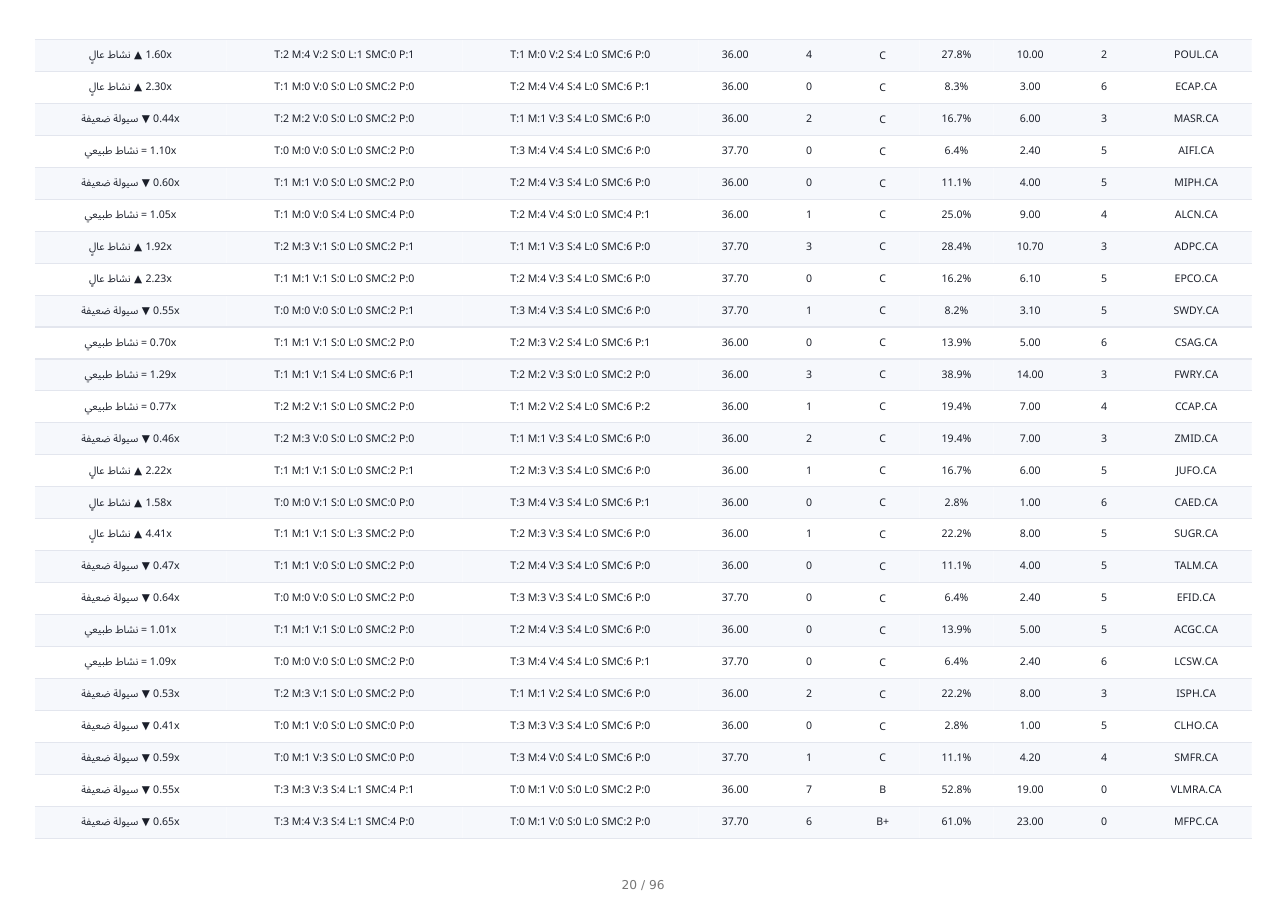 1.60x ▲ نشاط عالٍ T:2 M:4 V:2 S:0 L:1 SMC:0 P:1 T:1 M:0 V:2 S:4 L:0 SMC:6 P:0 36.00 4 C 27.8% 10.00 2 POUL.CA
2.30x ▲ نشاط عالٍ T:1 M:0 V:0 S:0 L:0 SMC:2 P:0 T:2 M:4 V:4 S:4 L:0 SMC:6 P:1 36.00 0 C 8.3% 3.00 6 ECAP.CA
0.44x ▼ سيولة ضعيفة T:2 M:2 V:0 S:0 L:0 SMC:2 P:0 T:1 M:1 V:3 S:4 L:0 SMC:6 P:0 36.00 2 C 16.7% 6.00 3 MASR.CA
1.10x = نشاط طبيعي T:0 M:0 V:0 S:0 L:0 SMC:2 P:0 T:3 M:4 V:4 S:4 L:0 SMC:6 P:0 37.70 0 C 6.4% 2.40 5 AIFI.CA
0.60x ▼ سيولة ضعيفة T:1 M:1 V:0 S:0 L:0 SMC:2 P:0 T:2 M:4 V:3 S:4 L:0 SMC:6 P:0 36.00 0 C 11.1% 4.00 5 MIPH.CA
1.05x = نشاط طبيعي T:1 M:0 V:0 S:4 L:0 SMC:4 P:0 T:2 M:4 V:4 S:0 L:0 SMC:4 P:1 36.00 1 C 25.0% 9.00 4 ALCN.CA
1.92x ▲ نشاط عالٍ T:2 M:3 V:1 S:0 L:0 SMC:2 P:1 T:1 M:1 V:3 S:4 L:0 SMC:6 P:0 37.70 3 C 28.4% 10.70 3 ADPC.CA
2.23x ▲ نشاط عالٍ T:1 M:1 V:1 S:0 L:0 SMC:2 P:0 T:2 M:4 V:3 S:4 L:0 SMC:6 P:0 37.70 0 C 16.2% 6.10 5 EPCO.CA
0.55x ▼ سيولة ضعيفة T:0 M:0 V:0 S:0 L:0 SMC:2 P:1 T:3 M:4 V:3 S:4 L:0 SMC:6 P:0 37.70 1 C 8.2% 3.10 5 SWDY.CA
0.70x = نشاط طبيعي T:1 M:1 V:1 S:0 L:0 SMC:2 P:0 T:2 M:3 V:2 S:4 L:0 SMC:6 P:1 36.00 0 C 13.9% 5.00 6 CSAG.CA
1.29x = نشاط طبيعي T:1 M:1 V:1 S:4 L:0 SMC:6 P:1 T:2 M:2 V:3 S:0 L:0 SMC:2 P:0 36.00 3 C 38.9% 14.00 3 FWRY.CA
0.77x = نشاط طبيعي T:2 M:2 V:1 S:0 L:0 SMC:2 P:0 T:1 M:2 V:2 S:4 L:0 SMC:6 P:2 36.00 1 C 19.4% 7.00 4 CCAP.CA
0.46x ▼ سيولة ضعيفة T:2 M:3 V:0 S:0 L:0 SMC:2 P:0 T:1 M:1 V:3 S:4 L:0 SMC:6 P:0 36.00 2 C 19.4% 7.00 3 ZMID.CA
2.22x ▲ نشاط عالٍ T:1 M:1 V:1 S:0 L:0 SMC:2 P:1 T:2 M:3 V:3 S:4 L:0 SMC:6 P:0 36.00 1 C 16.7% 6.00 5 JUFO.CA
1.58x ▲ نشاط عالٍ T:0 M:0 V:1 S:0 L:0 SMC:0 P:0 T:3 M:4 V:3 S:4 L:0 SMC:6 P:1 36.00 0 C 2.8% 1.00 6 CAED.CA
4.41x ▲ نشاط عالٍ T:1 M:1 V:1 S:0 L:3 SMC:2 P:0 T:2 M:3 V:3 S:4 L:0 SMC:6 P:0 36.00 1 C 22.2% 8.00 5 SUGR.CA
0.47x ▼ سيولة ضعيفة T:1 M:1 V:0 S:0 L:0 SMC:2 P:0 T:2 M:4 V:3 S:4 L:0 SMC:6 P:0 36.00 0 C 11.1% 4.00 5 TALM.CA
0.64x ▼ سيولة ضعيفة T:0 M:0 V:0 S:0 L:0 SMC:2 P:0 T:3 M:3 V:3 S:4 L:0 SMC:6 P:0 37.70 0 C 6.4% 2.40 5 EFID.CA
1.01x = نشاط طبيعي T:1 M:1 V:1 S:0 L:0 SMC:2 P:0 T:2 M:4 V:3 S:4 L:0 SMC:6 P:0 36.00 0 C 13.9% 5.00 5 ACGC.CA
1.09x = نشاط طبيعي T:0 M:0 V:0 S:0 L:0 SMC:2 P:0 T:3 M:4 V:4 S:4 L:0 SMC:6 P:1 37.70 0 C 6.4% 2.40 6 LCSW.CA
0.53x ▼ سيولة ضعيفة T:2 M:3 V:1 S:0 L:0 SMC:2 P:0 T:1 M:1 V:2 S:4 L:0 SMC:6 P:0 36.00 2 C 22.2% 8.00 3 ISPH.CA
0.41x ▼ سيولة ضعيفة T:0 M:1 V:0 S:0 L:0 SMC:0 P:0 T:3 M:3 V:3 S:4 L:0 SMC:6 P:0 36.00 0 C 2.8% 1.00 5 CLHO.CA
0.59x ▼ سيولة ضعيفة T:0 M:1 V:3 S:0 L:0 SMC:0 P:0 T:3 M:4 V:0 S:4 L:0 SMC:6 P:0 37.70 1 C 11.1% 4.20 4 SMFR.CA
0.55x ▼ سيولة ضعيفة T:3 M:3 V:3 S:4 L:1 SMC:4 P:1 T:0 M:1 V:0 S:0 L:0 SMC:2 P:0 36.00 7 B 52.8% 19.00 0 VLMRA.CA
0.65x ▼ سيولة ضعيفة T:3 M:4 V:3 S:4 L:1 SMC:4 P:0 T:0 M:1 V:0 S:0 L:0 SMC:2 P:0 37.70 6 B+ 61.0% 23.00 0 MFPC.CA
20 / 96